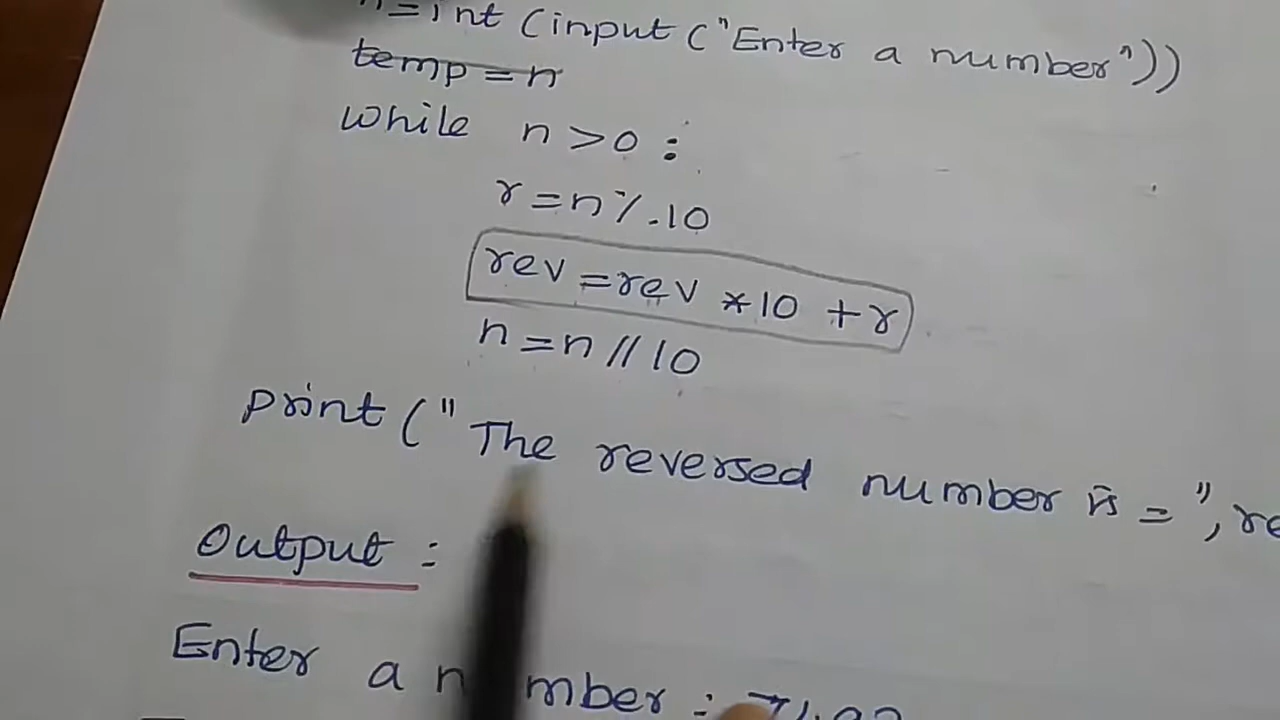 n=int (input ("Enter a number"))
temp = n
while n>0 :
r=n%10
rev=rev *10 +r
n=n//10
print (" The reversed number is = ", re
Output :
Enter a number :